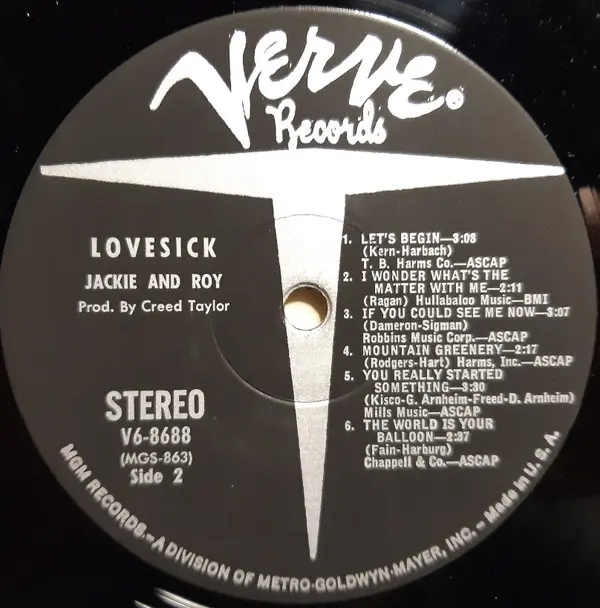 Verve®
Records
LOVESICK
JACKIE AND ROY
Prod. By Creed Taylor
STEREO
V6-8688
(MGS-863)
Side 2
1. LET'S BEGIN—3:08
(Kern-Harbach)
T. B. Harms Co.—ASCAP
2. I WONDER WHAT'S THE
MATTER WITH ME—2:11
(Ragan) Hullabaloo Music—BMI
3. IF YOU COULD SEE ME NOW—3:07
(Dameron-Sigman)
Robbins Music Corp.—ASCAP
4. MOUNTAIN GREENERY—2:17
(Rodgers-Hart) Harms, Inc.—ASCAP
5. YOU REALLY STARTED
SOMETHING—3:30
(Kisco-G. Arnheim-Freed-D. Arnheim)
Mills Music—ASCAP
6. THE WORLD IS YOUR
BALLOON—2:37
(Fain-Harburg)
Chappell & Co.—ASCAP
MGM RECORDS.—A DIVISION OF METRO-GOLDWYN-MAYER, INC. – Made in U. S. A.